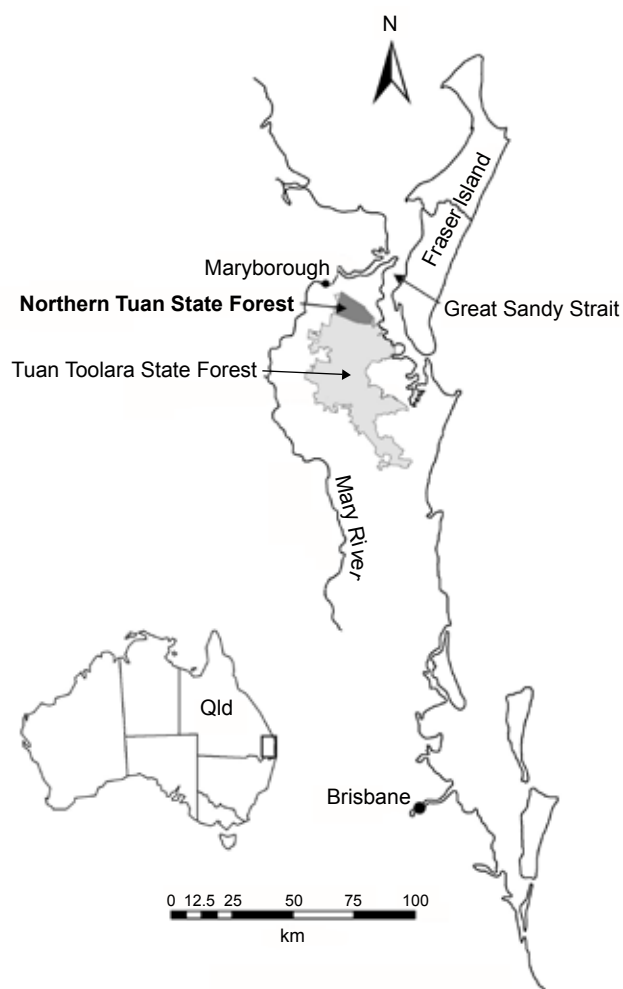 N
Fraser Island
Maryborough
Northern Tuan State Forest
Great Sandy Strait
Tuan Toolara State Forest
Mary River
Qld
Brisbane
0 12.5 25 50 75 100
km